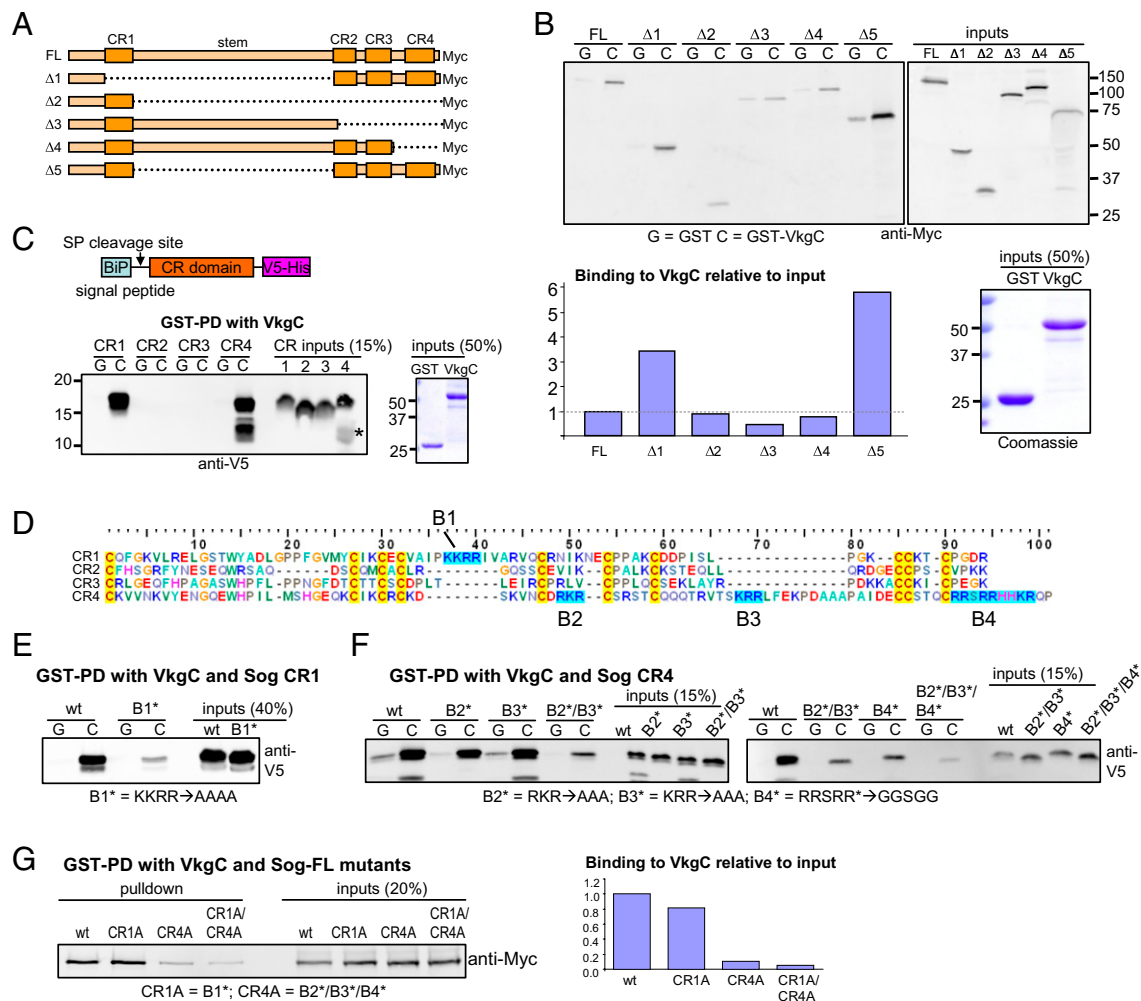 A
CR1 stem CR2 CR3 CR4
FL Myc
Δ1 Myc
Δ2 Myc
Δ3 Myc
Δ4 Myc
Δ5 Myc
B
FL Δ1 Δ2 Δ3 Δ4 Δ5 inputs
G C G C G C G C G C G C FL Δ1 Δ2 Δ3 Δ4 Δ5
150
100
75
50
37
25
G = GST C = GST-VkgC anti-Myc
Binding to VkgC relative to input
6
5
4
3
2
1
FL Δ1 Δ2 Δ3 Δ4 Δ5
inputs (50%)
GST VkgC
50
37
25
Coomassie
C
SP cleavage site
BiP CR domain V5-His
signal peptide
GST-PD with VkgC
CR1 CR2 CR3 CR4 CR inputs (15%)
G C G C G C G C 1 2 3 4
20
15
10
*
anti-V5
inputs (50%)
GST VkgC
50
37
25
D
B1
10 20 30 40 50 60 70 80 90 100
CR1 CQFGKVLRELGSTWYADLGPPFGVMYCIKCECVAIPKKRRIVARVQCRNIKNECPPAKCDDPISL---------------PGK--CCKT-CPGDR
CR2
CR3
CR4
B2 B3 B4
E
GST-PD with VkgC and Sog CR1
wt B1* inputs (40%)
G C G C wt B1*
anti-V5
B1* = KKRR→AAAA
F
GST-PD with VkgC and Sog CR4
wt B2* B3* B2*/B3* inputs (15%)
G C G C G C G C wt B2* B3* B2*/B3*
wt B2*/B3* B4* B2*/B3*/B4* inputs (15%)
G C G C G C G C wt B2*/B3* B4* B2*/B3*/B4*
anti-V5
B2* = RKR→AAA; B3* = KRR→AAA; B4* = RRSRR*→GGSGG
G
GST-PD with VkgC and Sog-FL mutants
pulldown inputs (20%)
wt CR1A CR4A CR1A/CR4A wt CR1A CR4A CR1A/CR4A
anti-Myc
CR1A = B1*; CR4A = B2*/B3*/B4*
Binding to VkgC relative to input
1.2
1.0
0.8
0.6
0.4
0.2
0.0
wt CR1A CR4A CR1A/CR4A